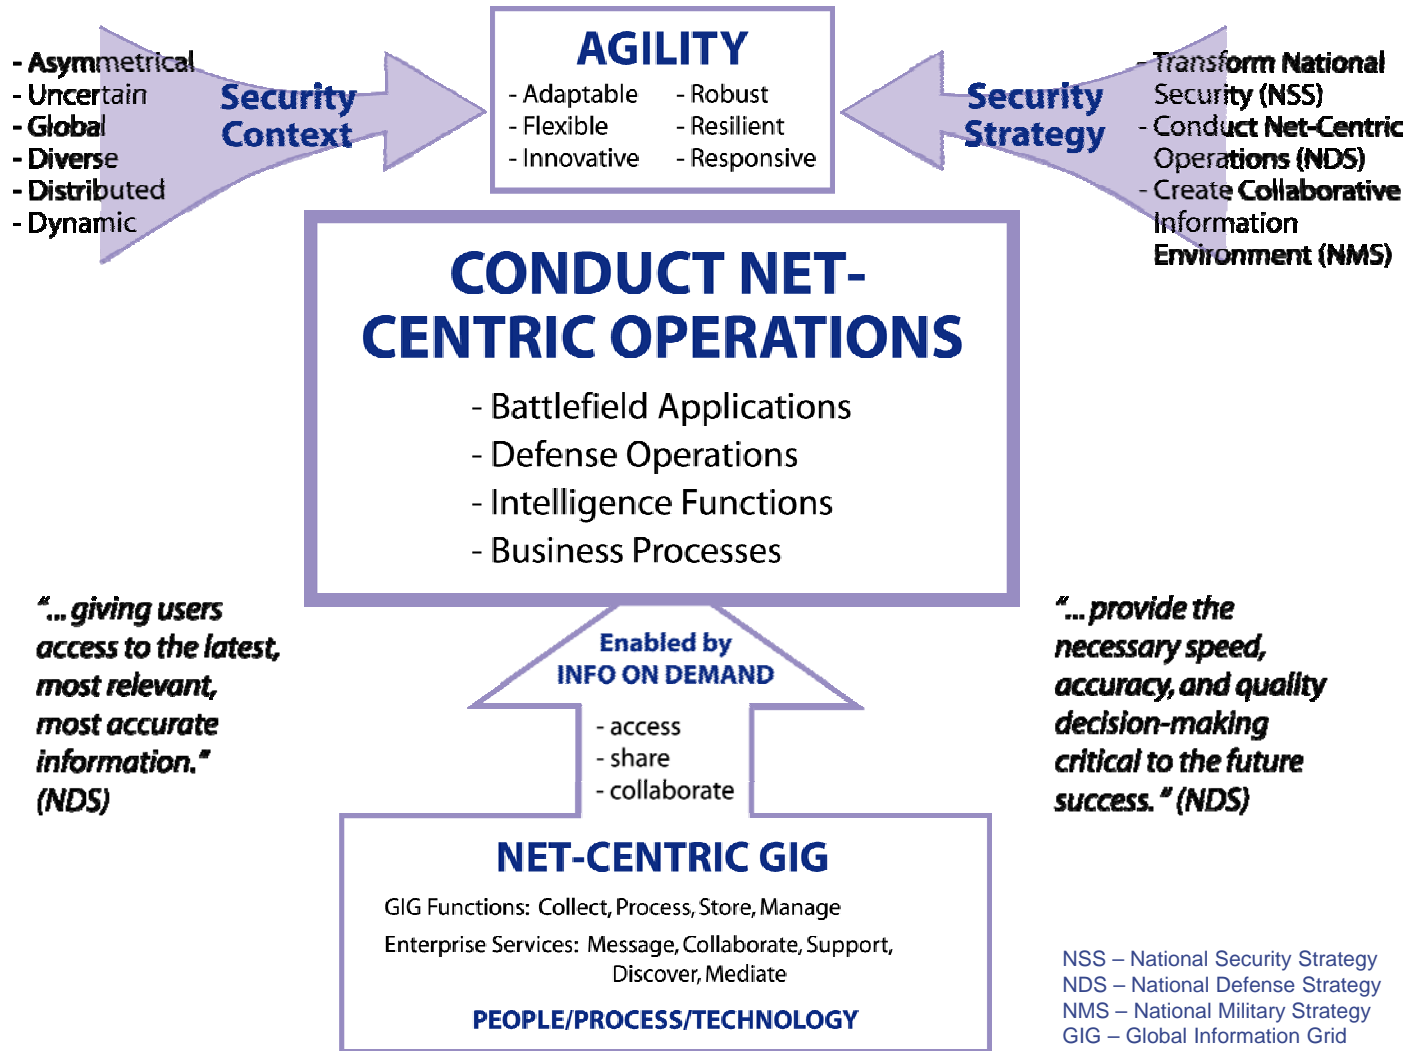 - Asymmetrical
- Uncertain
- Global
- Diverse
- Distributed
- Dynamic
Security
Context
AGILITY
- Adaptable
- Flexible
- Innovative
- Robust
- Resilient
- Responsive
Security
Strategy
- Transform National
Security (NSS)
- Conduct Net-Centric
Operations (NDS)
- Create Collaborative
Information
Environment (NMS)
CONDUCT NET-
CENTRIC OPERATIONS
- Battlefield Applications
- Defense Operations
- Intelligence Functions
- Business Processes
"... giving users
access to the latest,
most relevant,
most accurate
information."
(NDS)
Enabled by
INFO ON DEMAND
- access
- share
- collaborate
"... provide the
necessary speed,
accuracy, and quality
decision-making
critical to the future
success. " (NDS)
NET-CENTRIC GIG
GIG Functions: Collect, Process, Store, Manage
Enterprise Services: Message, Collaborate, Support,
Discover, Mediate
PEOPLE/PROCESS/TECHNOLOGY
NSS – National Security Strategy
NDS – National Defense Strategy
NMS – National Military Strategy
GIG – Global Information Grid